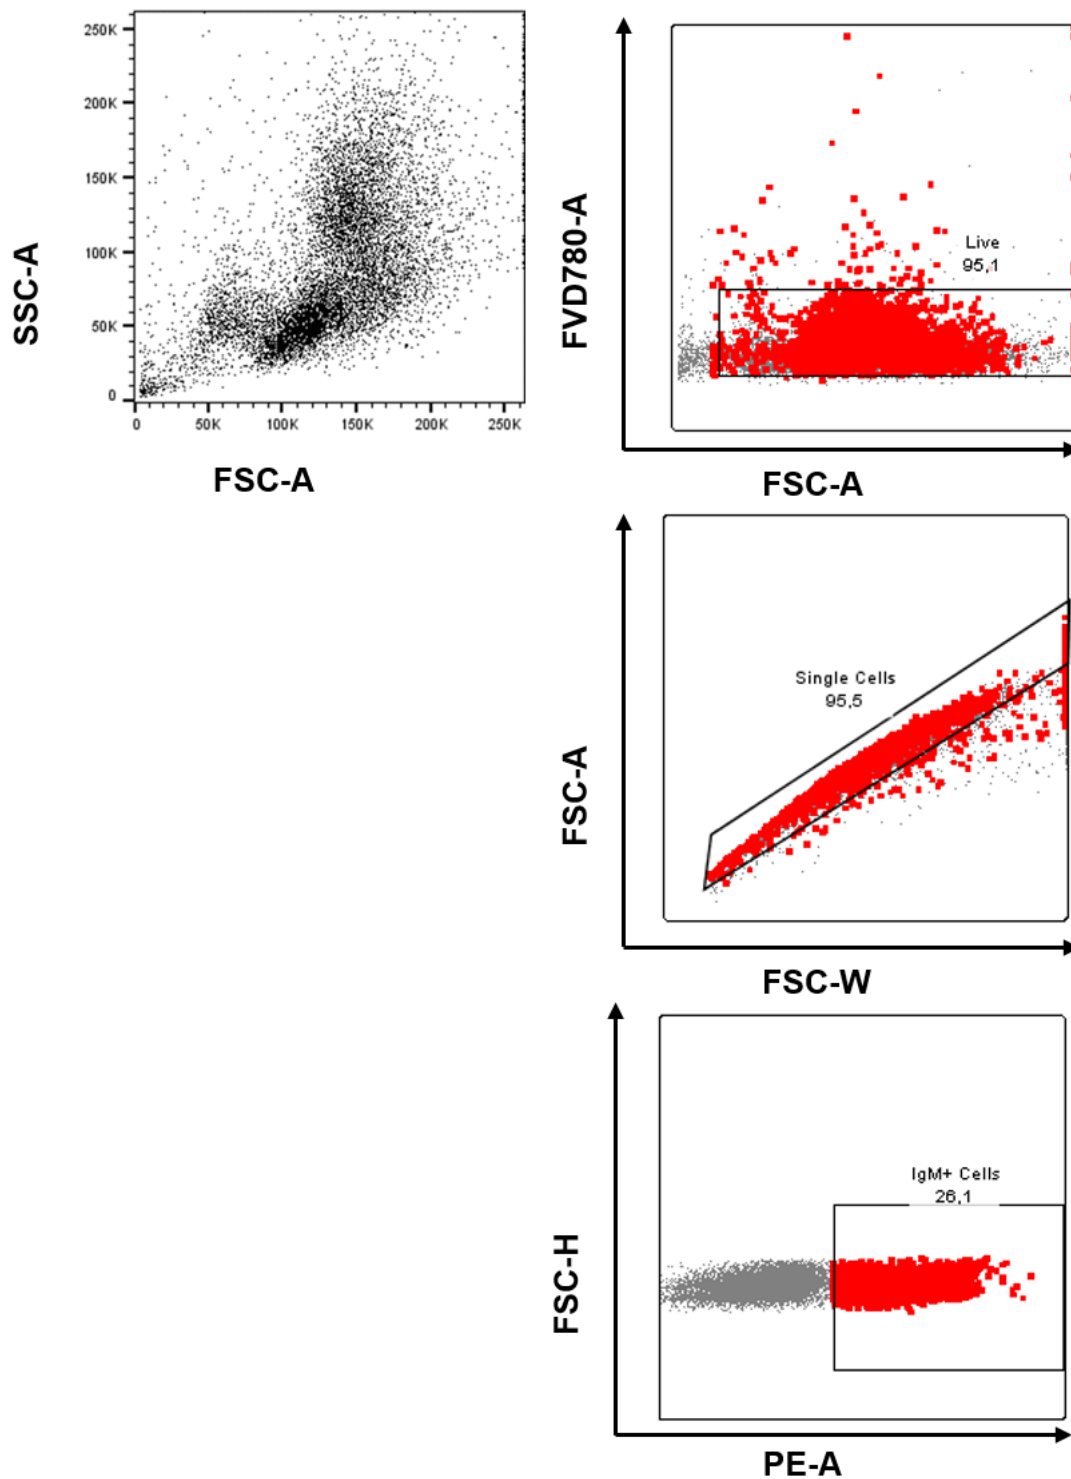 250K
200K
150K
100K
50K
0
SSC-A
0 50K 100K 150K 200K 250K
FSC-A
FVD780-A
Live
95,1
FSC-A
FSC-A
Single Cells
95,5
FSC-W
FSC-H
IgM+ Cells
26,1
PE-A